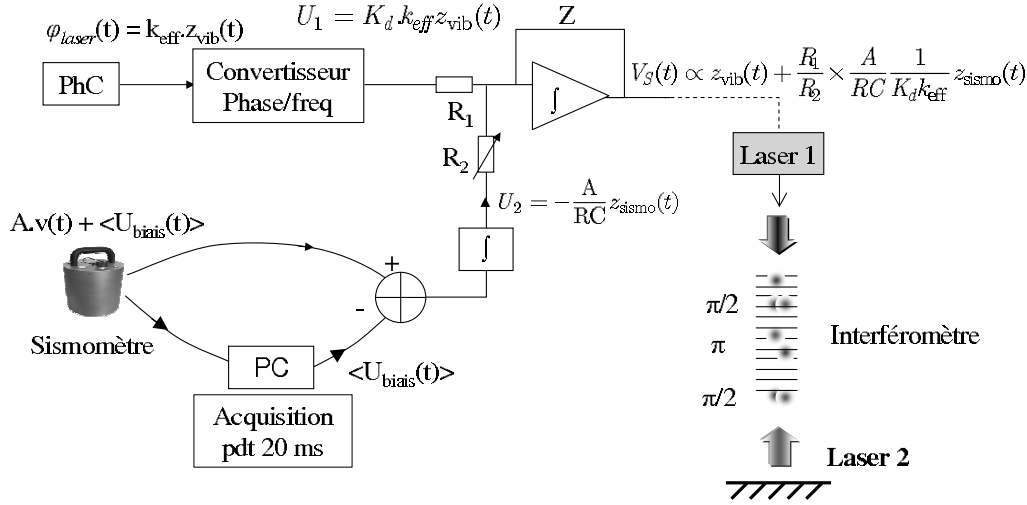 U₁ = K_d.k_eff z_vib(t)
Z
φ_laser(t) = k_eff.z_vib(t)
PhC
Convertisseur
Phase/freq
R₁
∫
V_S(t) ∝ z_vib(t) + R₁/R₂ × A/RC 1/(K_d k_eff) z_sismo(t)
Laser 1
R₂
U₂ = −A/RC z_sismo(t)
A.v(t) + <U_biais(t)>
∫
+
-
π/2
Sismomètre
π
Interféromètre
PC
<U_biais(t)>
π/2
Acquisition
pdt 20 ms
Laser 2